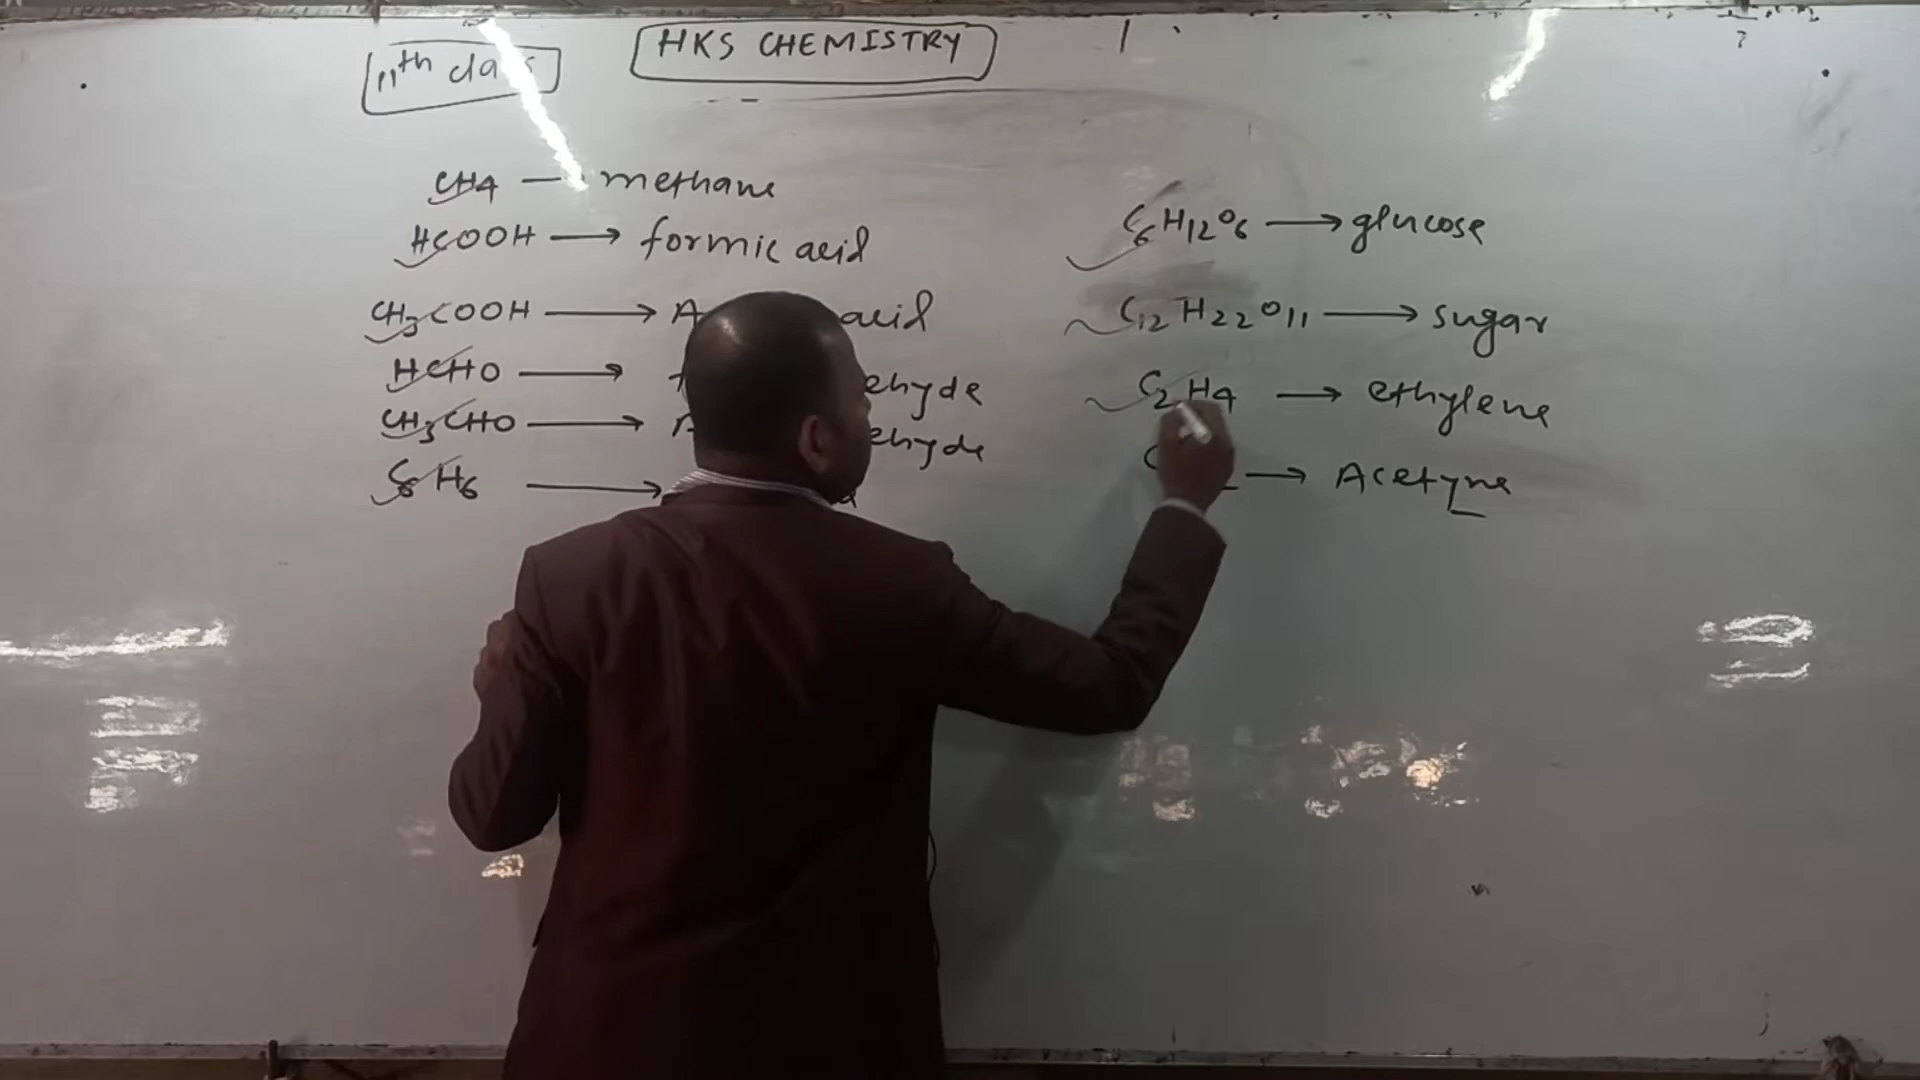 11th class
HKS CHEMISTRY
CH4 — methane
HCOOH → formic acid
CH3COOH → A acid
HCHO → ehyde
CH3CHO → A ehyde
C6H6 →
C6H12O6 → glucose
C12H22O11 → sugar
C2H4 → ethylene
C → Acetyne